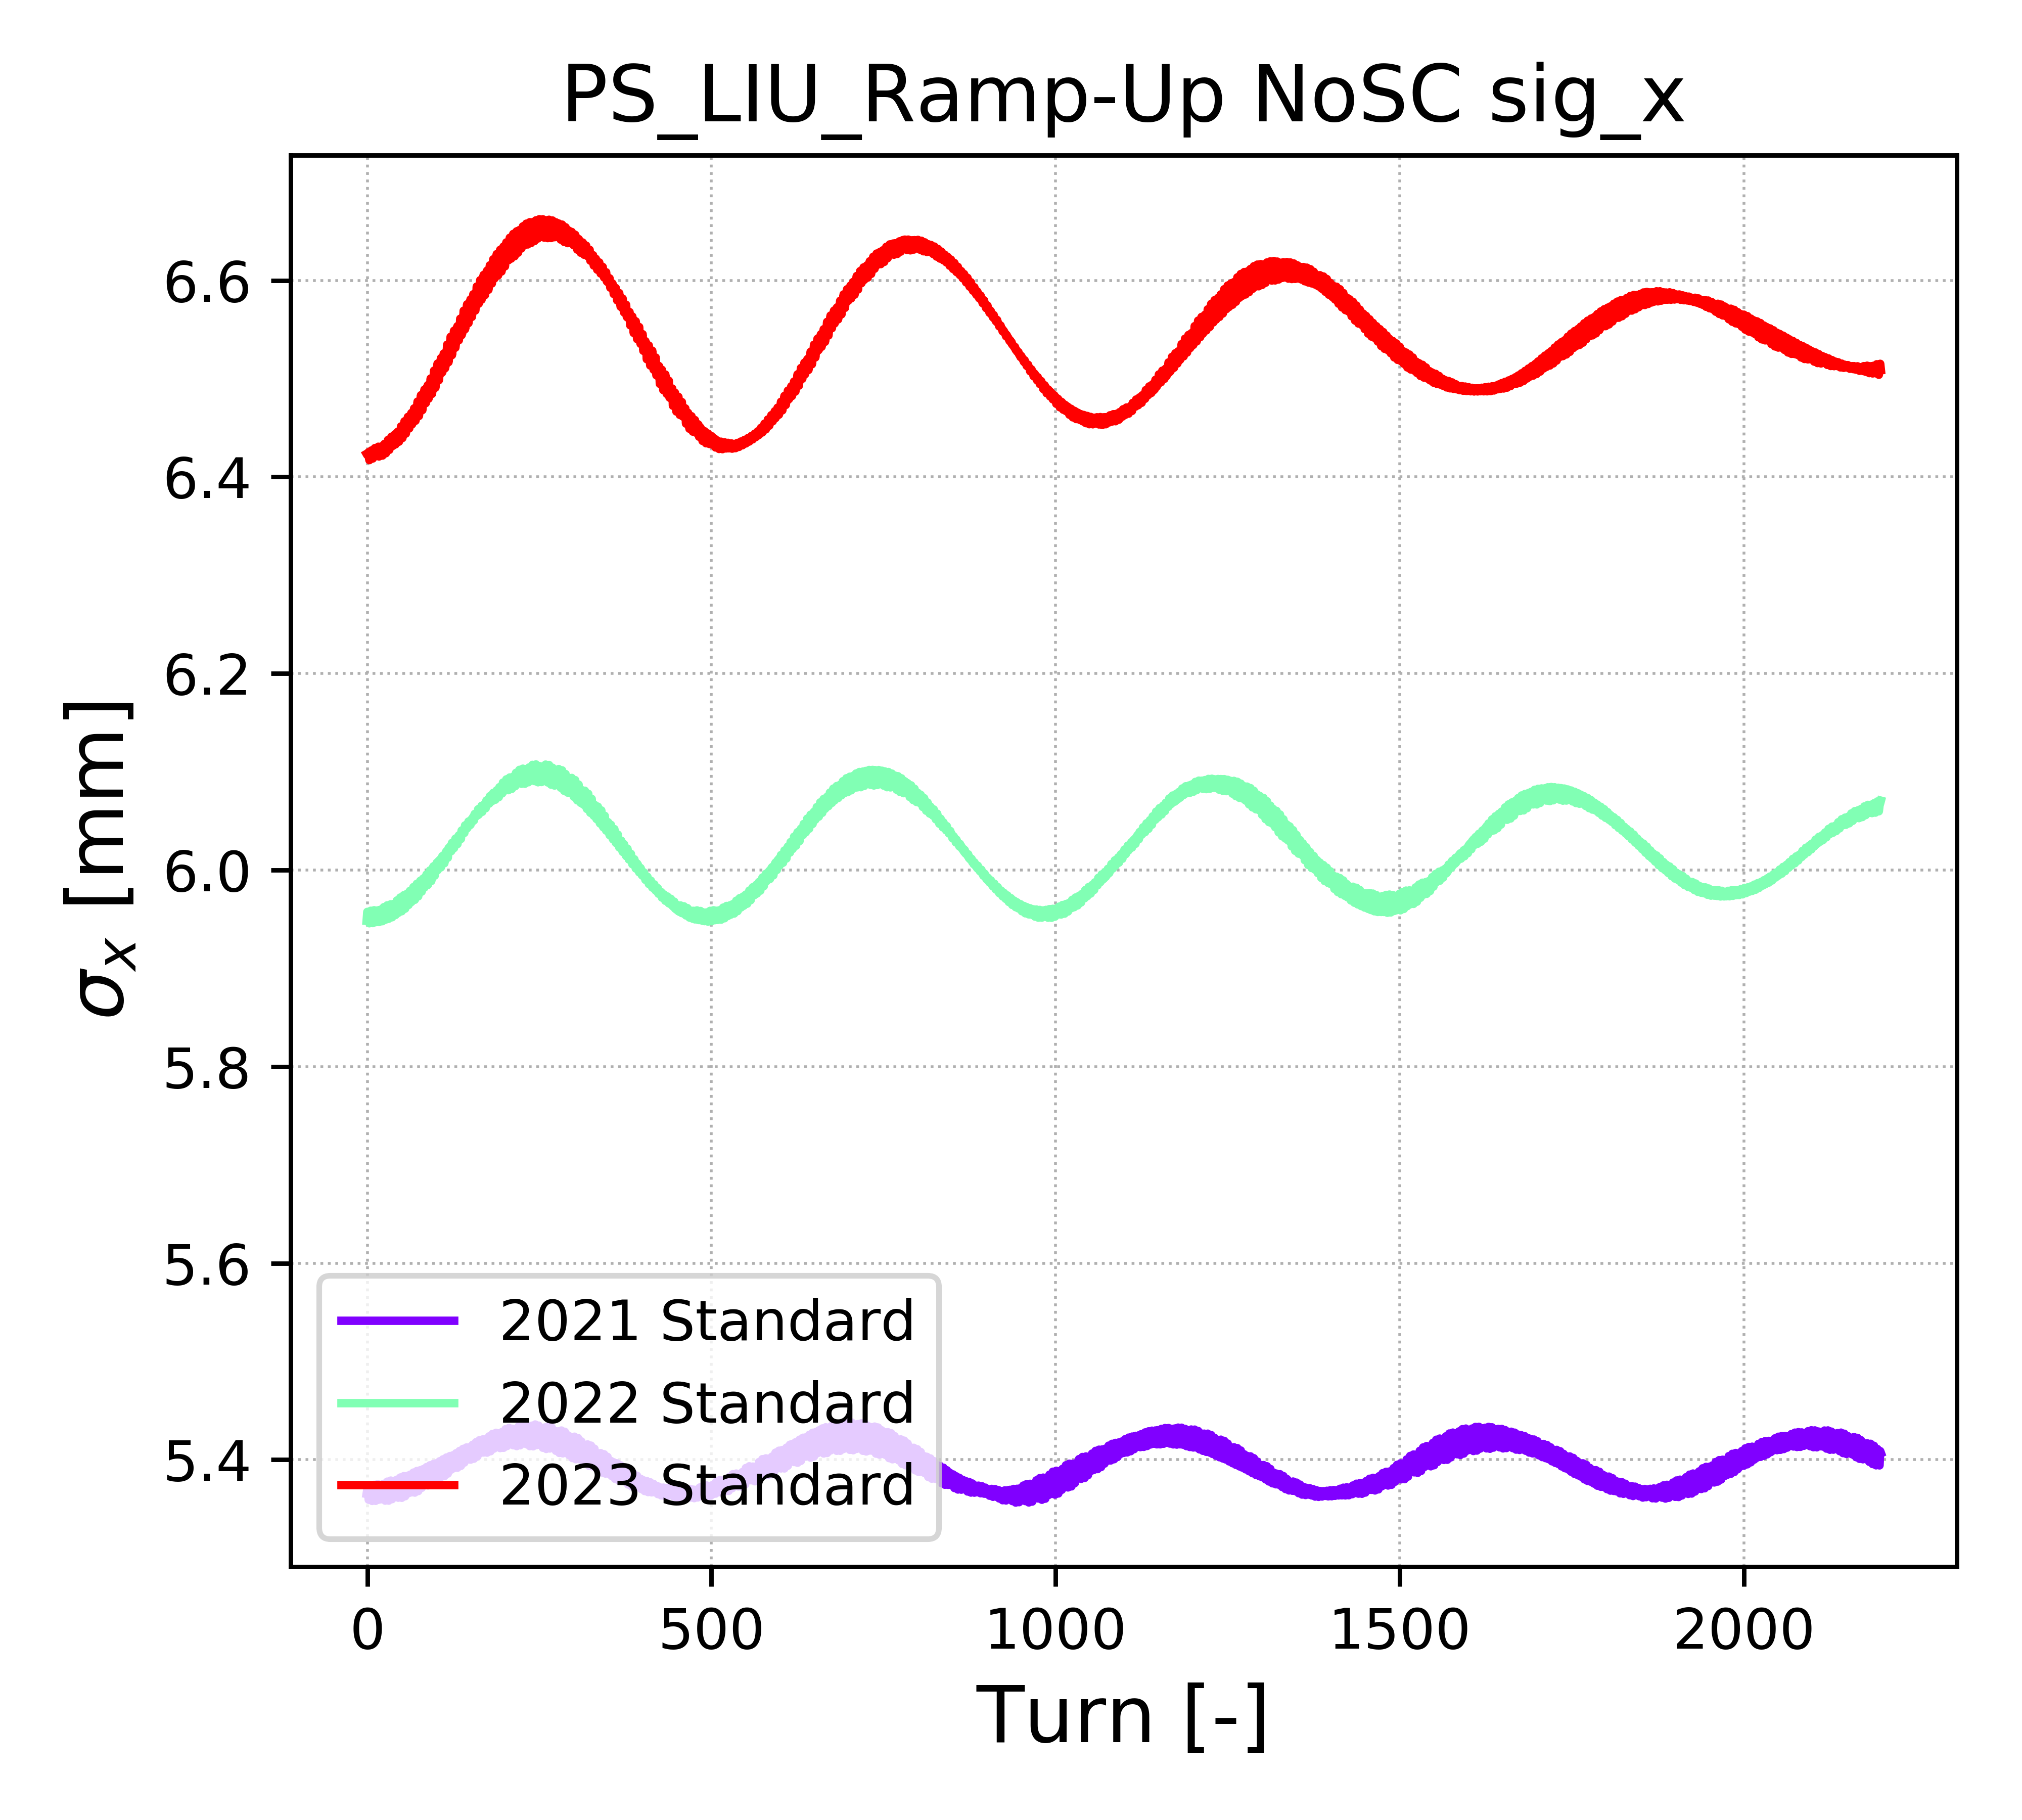 PS_LIU_Ramp-Up NoSC sig_x
6.6
6.4
6.2
6.0
5.8
5.6
5.4
σx [mm]
2021 Standard
2022 Standard
2023 Standard
0 500 1000 1500 2000
Turn [-]